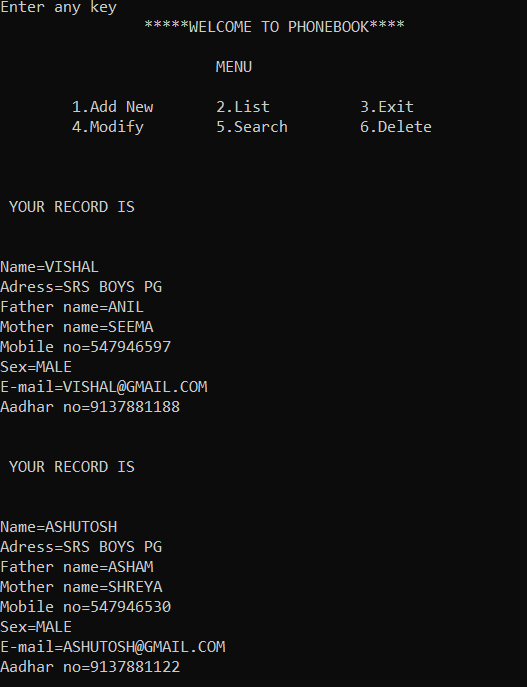 Enter any key
*****WELCOME TO PHONEBOOK****
MENU
1.Add New 2.List 3.Exit
4.Modify 5.Search 6.Delete
YOUR RECORD IS
Name=VISHAL
Adress=SRS BOYS PG
Father name=ANIL
Mother name=SEEMA
Mobile no=547946597
Sex=MALE
E-mail=VISHAL@GMAIL.COM
Aadhar no=9137881188
YOUR RECORD IS
Name=ASHUTOSH
Adress=SRS BOYS PG
Father name=ASHAM
Mother name=SHREYA
Mobile no=547946530
Sex=MALE
E-mail=ASHUTOSH@GMAIL.COM
Aadhar no=9137881122